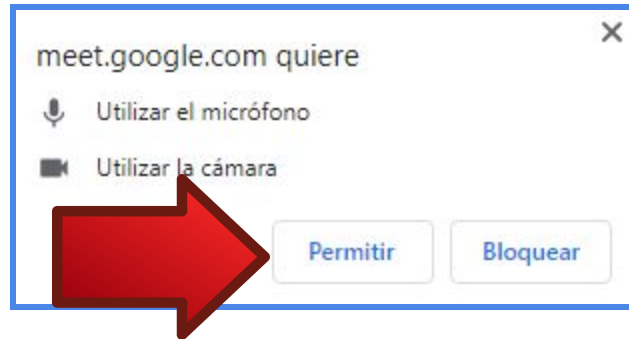 meet.google.com quiere
Utilizar el micrófono
Utilizar la cámara
Permitir
Bloquear